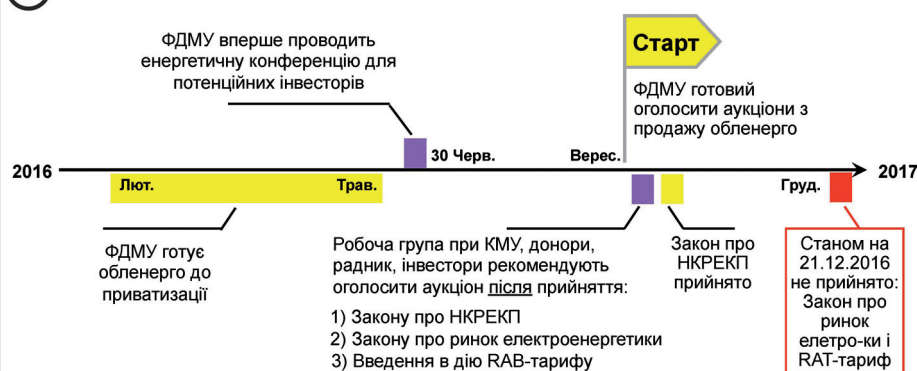 ФДМУ вперше проводить
енергетичну конференцію для
потенційних інвесторів
Старт
ФДМУ готовий
оголосити аукціони з
продажу обленерго
30 Черв.
Верес.
2016
2017
Лют.
Трав.
Груд.
ФДМУ готує
обленерго до
приватизації
Робоча група при КМУ, донори,
радник, інвестори рекомендують
оголосити аукціон після прийняття:
1) Закону про НКРЕКП
2) Закону про ринок електроенергетики
3) Введення в дію RAB-тарифу
Закон про
НКРЕКП
прийнято
Станом на
21.12.2016
не прийнято:
Закон про
ринок
елетро-ки і
RAT-тариф